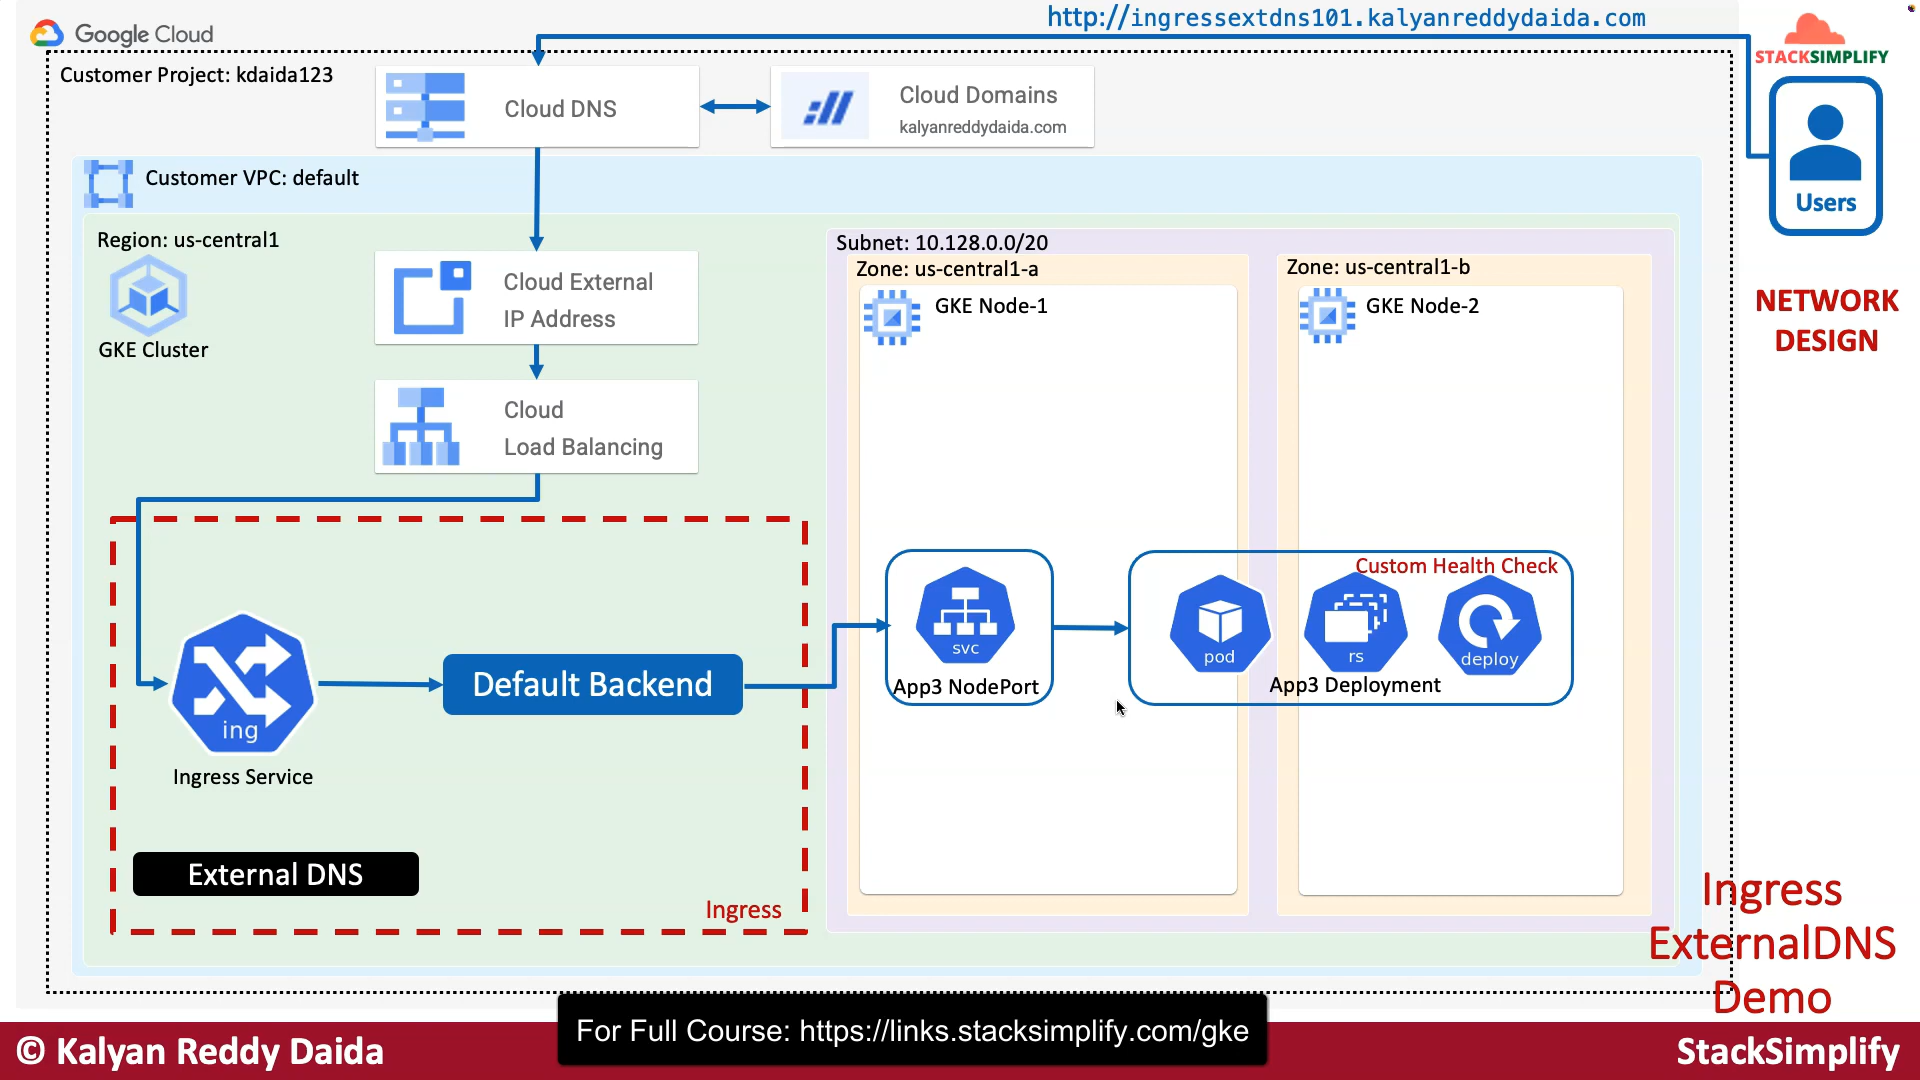 http://ingressextdns101.kalyanreddydaida.com
Google Cloud
STACKSIMPLIFY
Customer Project: kdaida123
Cloud DNS
Cloud Domains
kalyanreddydaida.com
Users
Customer VPC: default
Region: us-central1
GKE Cluster
Cloud External
IP Address
Cloud
Load Balancing
Subnet: 10.128.0.0/20
Zone: us-central1-a
GKE Node-1
Zone: us-central1-b
GKE Node-2
NETWORK
DESIGN
ing
Ingress Service
Default Backend
External DNS
Ingress
svc
App3 NodePort
Custom Health Check
pod
rs
deploy
App3 Deployment
Ingress
ExternalDNS
Demo
For Full Course: https://links.stacksimplify.com/gke
© Kalyan Reddy Daida
StackSimplify